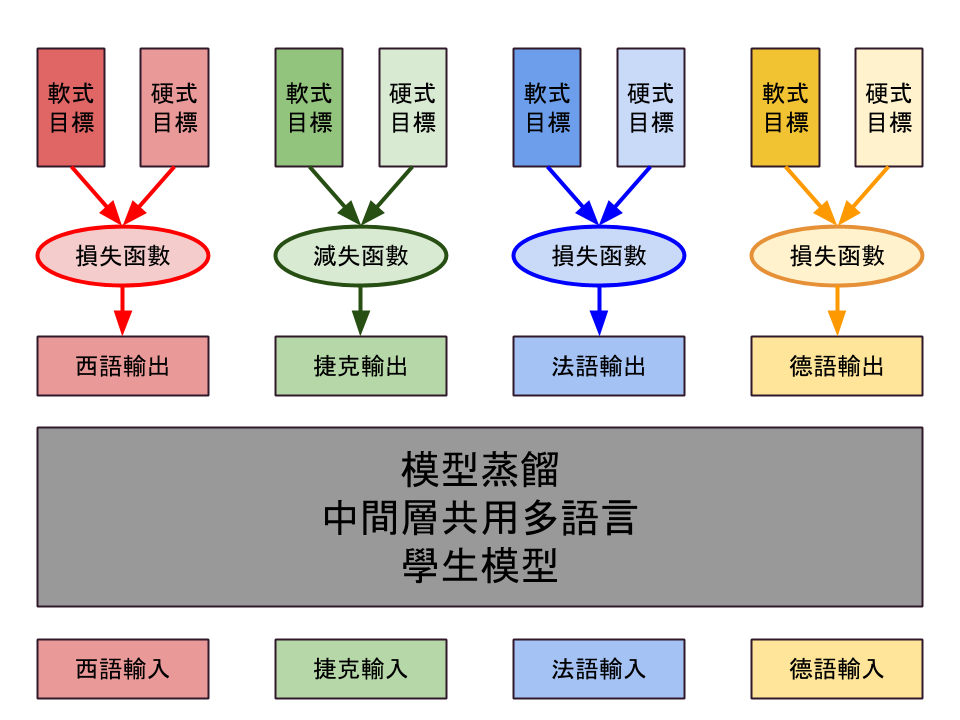 軟式
目標
硬式
目標
軟式
目標
硬式
目標
軟式
目標
硬式
目標
軟式
目標
硬式
目標
損失函數
減失函數
損失函數
損失函數
西語輸出
捷克輸出
法語輸出
德語輸出
模型蒸餾
中間層共用多語言
學生模型
西語輸入
捷克輸入
法語輸入
德語輸入